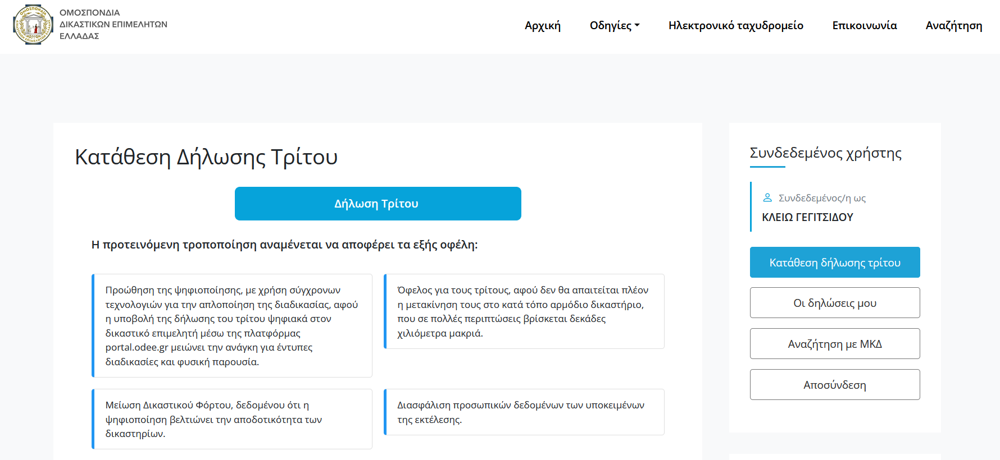 ΟΜΟΣΠΟΝΔΙΑ
ΔΙΚΑΣΤΙΚΩΝ ΕΠΙΜΕΛΗΤΩΝ
ΕΛΛΑΔΑΣ
Αρχική
Οδηγίες
Ηλεκτρονικό ταχυδρομείο
Επικοινωνία
Αναζήτηση
Κατάθεση Δήλωσης Τρίτου
Δήλωση Τρίτου
Η προτεινόμενη τροποποίηση αναμένεται να αποφέρει τα εξής οφέλη:
Προώθηση της ψηφιοποίησης, με χρήση σύγχρονων
τεχνολογιών για την απλοποίηση της διαδικασίας, αφού
η υποβολή της δήλωσης του τρίτου ψηφιακά στον
δικαστικό επιμελητή μέσω της πλατφόρμας
portal.odee.gr μειώνει την ανάγκη για έντυπες
διαδικασίες και φυσική παρουσία.
Όφελος για τους τρίτους, αφού δεν θα απαιτείται πλέον
η μετακίνηση τους στο κατά τόπο αρμόδιο δικαστήριο,
που σε πολλές περιπτώσεις βρίσκεται δεκάδες
χιλιόμετρα μακριά.
Μείωση Δικαστικού Φόρτου, δεδομένου ότι η
ψηφιοποίηση βελτιώνει την αποδοτικότητα των
δικαστηρίων.
Διασφάλιση προσωπικών δεδομένων των υποκειμένων
της εκτέλεσης.
Συνδεδεμένος χρήστης
Συνδεδεμένος/η ως
ΚΛΕΙΩ ΓΕΓΙΤΣΙΔΟΥ
Κατάθεση δήλωσης τρίτου
Οι δηλώσεις μου
Αναζήτηση με ΜΚΔ
Αποσύνδεση